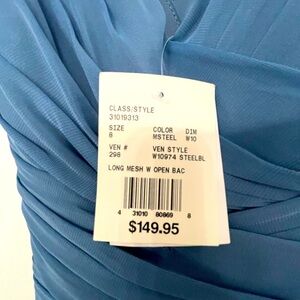 CLASS/STYLE
31019313
SIZE COLOR DIM
8 MSTEEL W10
VEN # VEN STYLE
298 W10974 STEELBL
LONG MESH W OPEN BAC
4 31010 80869 8
$149.95